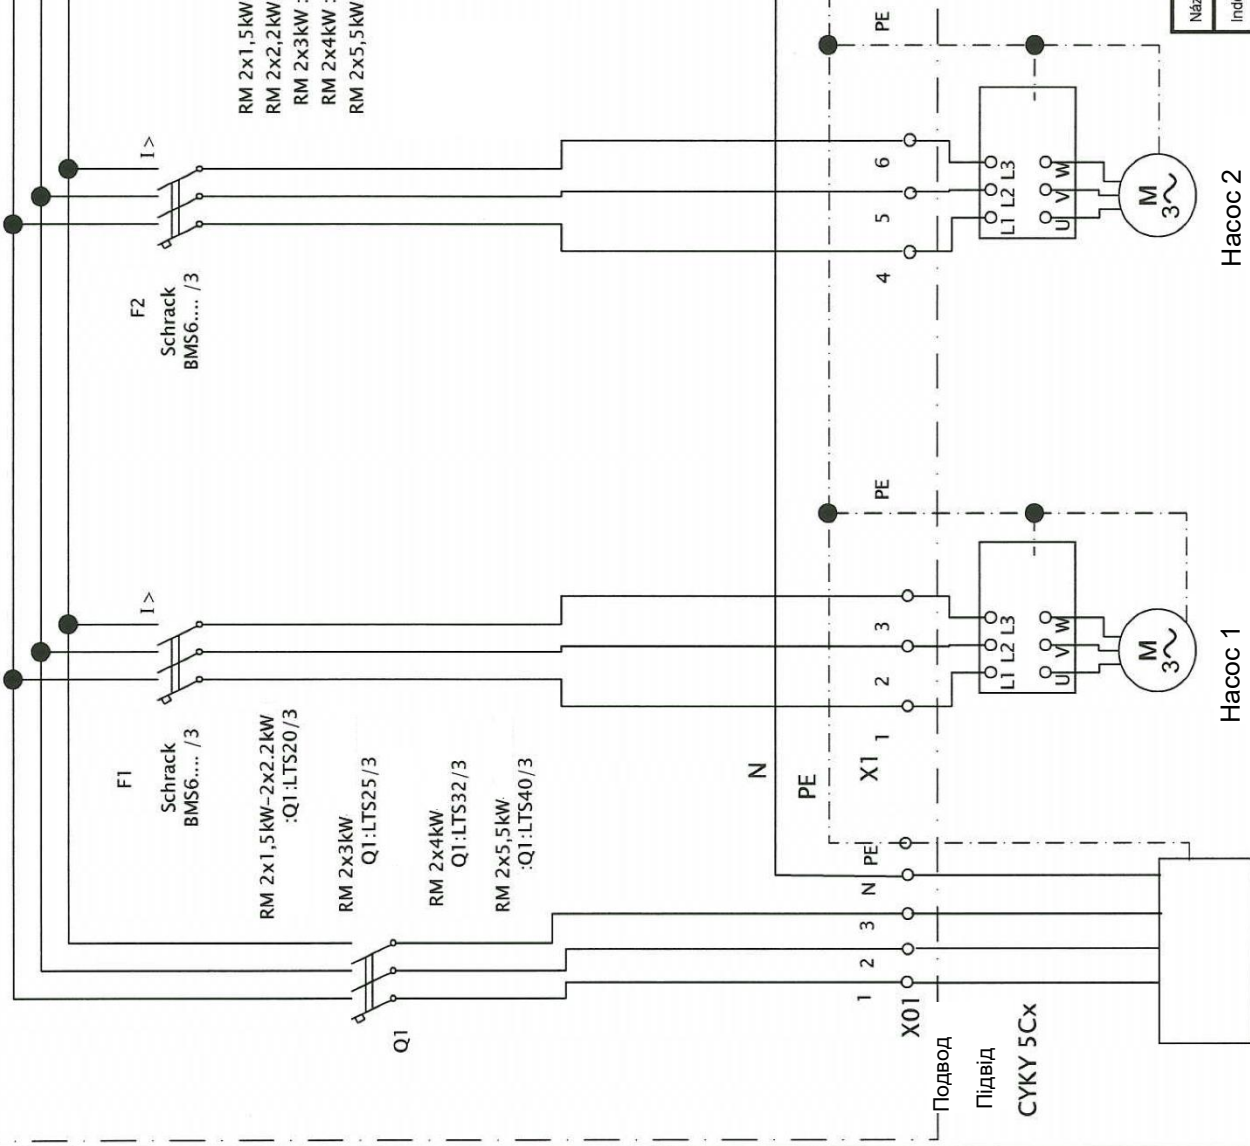 RM 2x1,5kW
RM 2x2,2kW
RM 2x3kW :
RM 2x4kW :
RM 2x5,5kW
I >
F2
Schrack
BMS6.... /3
PE
6
5
4
L1 L2 L3
U V W
M
3~
Насос 2
I >
F1
Schrack
BMS6.... /3
PE
3
2
1
X1
L1 L2 L3
U V W
M
3~
Насос 1
RM 2x1,5kW-2x2.2kW
:Q1:LTS20/3
RM 2x3kW
Q1:LTS25/3
RM 2x4kW
Q1:LTS32/3
RM 2x5,5kW
:Q1:LTS40/3
N
PE
Q1
1 2 3 N PE
X01
Подвод
Підвід
CYKY 5Cx
Náz
Inde